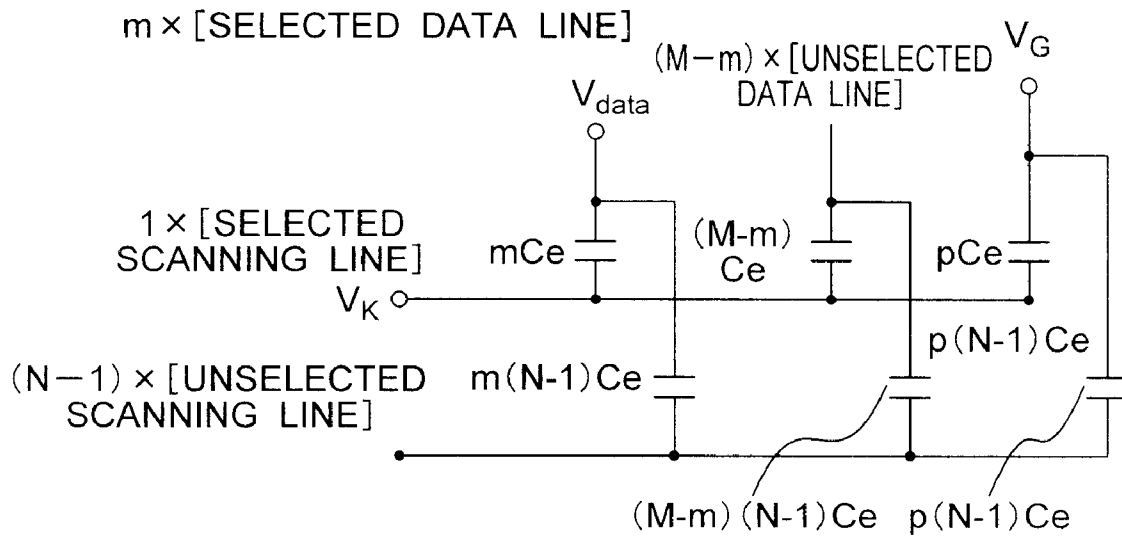 m×[SELECTED DATA LINE]
(M−m)×[UNSELECTED
DATA LINE]
V_G
V_data
1×[SELECTED
SCANNING LINE]
mCe
(M-m)
Ce
pCe
V_K
p(N-1)Ce
(N−1)×[UNSELECTED
SCANNING LINE]
m(N-1)Ce
(M-m)(N-1)Ce
p(N-1)Ce